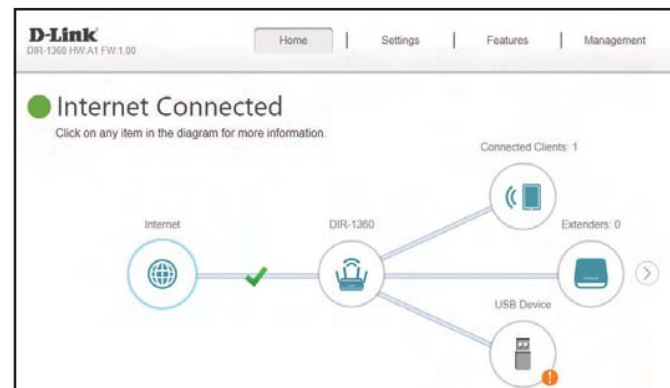 D-Link
Home | Settings | Features | Management
DIR-1360 HW:A1 FW:1.00
Internet Connected
Click on any item in the diagram for more information.
Connected Clients: 1
Internet
DIR-1360
Extenders: 0
USB Device